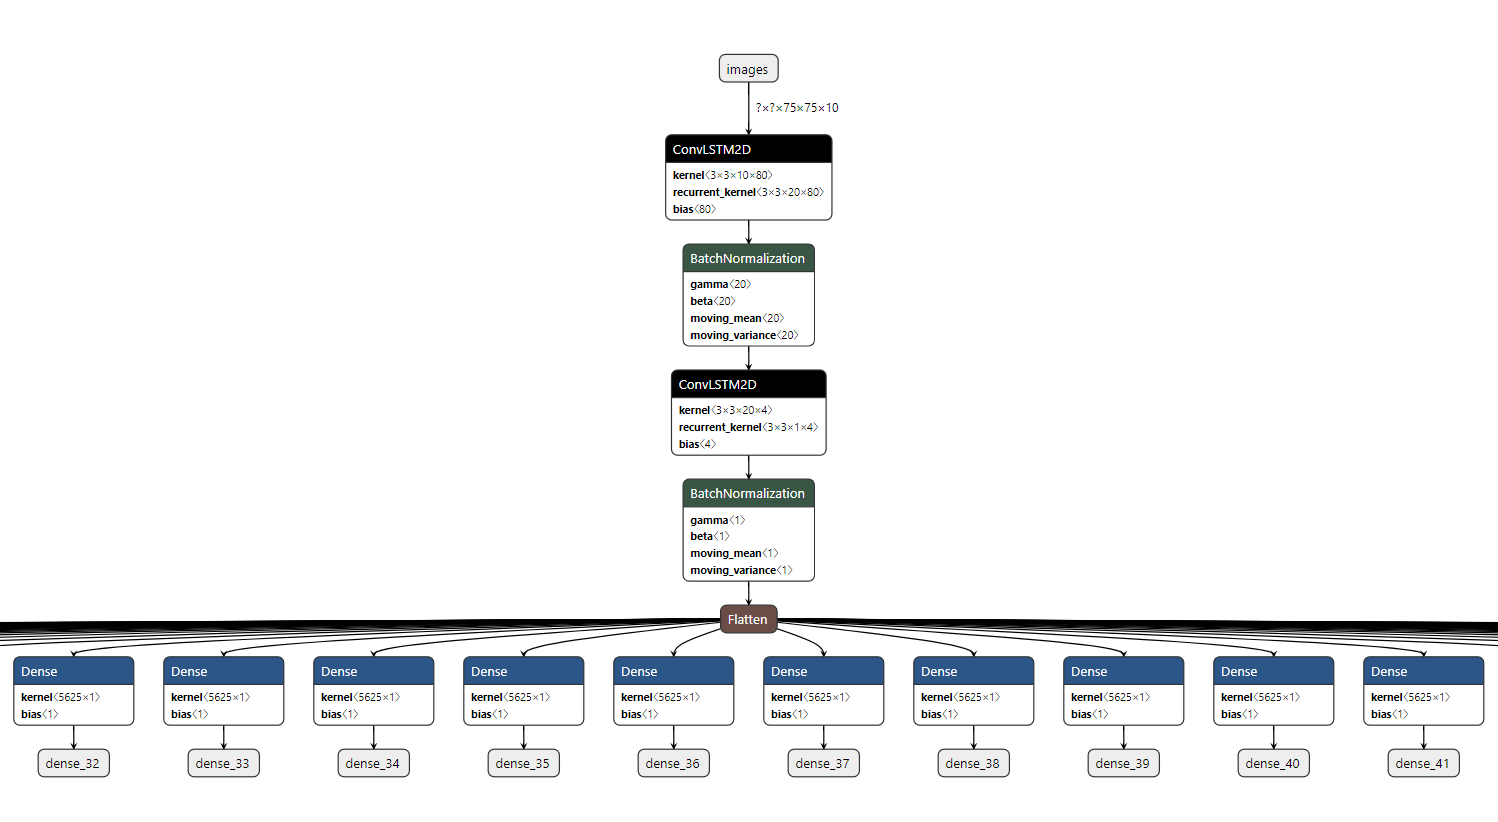 images
?×?×75×75×10
ConvLSTM2D
kernel⟨3×3×10×80⟩
recurrent_kernel⟨3×3×20×80⟩
bias⟨80⟩
BatchNormalization
gamma⟨20⟩
beta⟨20⟩
moving_mean⟨20⟩
moving_variance⟨20⟩
ConvLSTM2D
kernel⟨3×3×20×4⟩
recurrent_kernel⟨3×3×1×4⟩
bias⟨4⟩
BatchNormalization
gamma⟨1⟩
beta⟨1⟩
moving_mean⟨1⟩
moving_variance⟨1⟩
Flatten
Dense
kernel⟨5625×1⟩
bias⟨1⟩
dense_32
Dense
kernel⟨5625×1⟩
bias⟨1⟩
dense_33
Dense
kernel⟨5625×1⟩
bias⟨1⟩
dense_34
Dense
kernel⟨5625×1⟩
bias⟨1⟩
dense_35
Dense
kernel⟨5625×1⟩
bias⟨1⟩
dense_36
Dense
kernel⟨5625×1⟩
bias⟨1⟩
dense_37
Dense
kernel⟨5625×1⟩
bias⟨1⟩
dense_38
Dense
kernel⟨5625×1⟩
bias⟨1⟩
dense_39
Dense
kernel⟨5625×1⟩
bias⟨1⟩
dense_40
Dense
kernel⟨5625×1⟩
bias⟨1⟩
dense_41